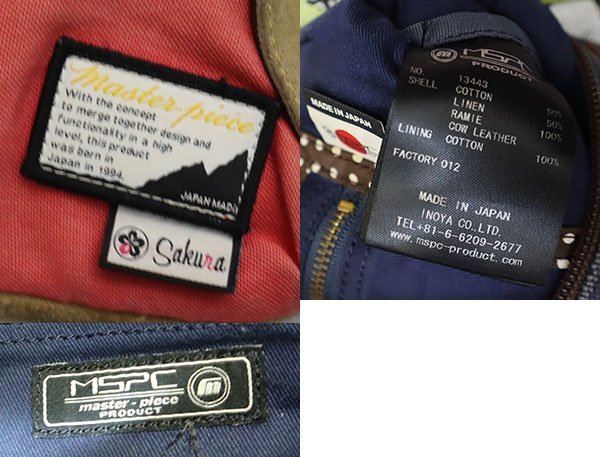 Master-piece
With the concept
to merge together design and
functionality in a high
level, this product
was born in
Japan in 1994.
JAPAN MADE
Sakura
MSPC
PRODUCT
NO. 13443
SHELL COTTON
LINEN 50%
RAMIE 50%
COW LEATHER 100%
LINING COTTON 100%
FACTORY 012
MADE IN JAPAN
INOYA CO.,LTD.
TEL+81-6-6209-2677
www.mspc-product.com
MADE IN JAPAN
MSPC
master-piece
PRODUCT